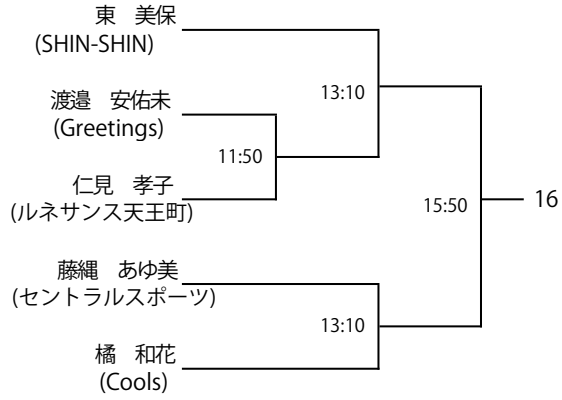 東　美保
(SHIN-SHIN)
13:10
渡邉　安佑未
(Greetings)
11:50
仁見　孝子
(ルネサンス天王町)
15:50
16
藤縄　あゆ美
(セントラルスポーツ)
13:10
橘　和花
(Cools)